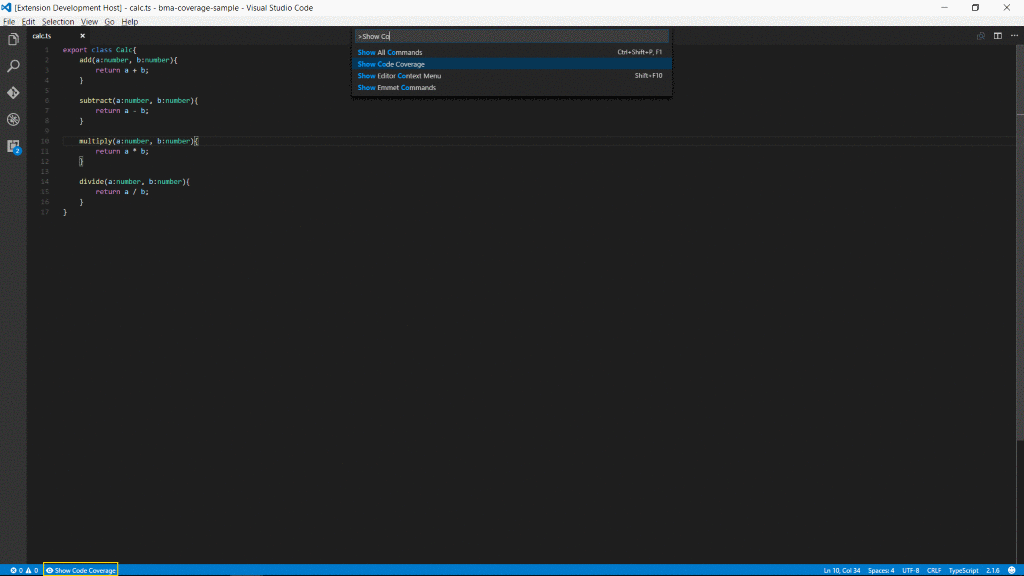 [Extension Development Host] - calc.ts - bma-coverage-sample - Visual Studio Code
File Edit Selection View Go Help
calc.ts
>Show Co
Show All Commands Ctrl+Shift+P, F1
Show Code Coverage
Show Editor Context Menu Shift+F10
Show Emmet Commands
1 export class Calc{
2 add(a:number, b:number){
3 return a + b;
4 }
5
6 subtract(a:number, b:number){
7 return a - b;
8 }
9
10 multiply(a:number, b:number){
11 return a * b;
12 }
13
14 divide(a:number, b:number){
15 return a / b;
16 }
17 }
2
0 0 Show Code Coverage Ln 10, Col 34 Spaces: 4 UTF-8 CRLF TypeScript 2.1.6